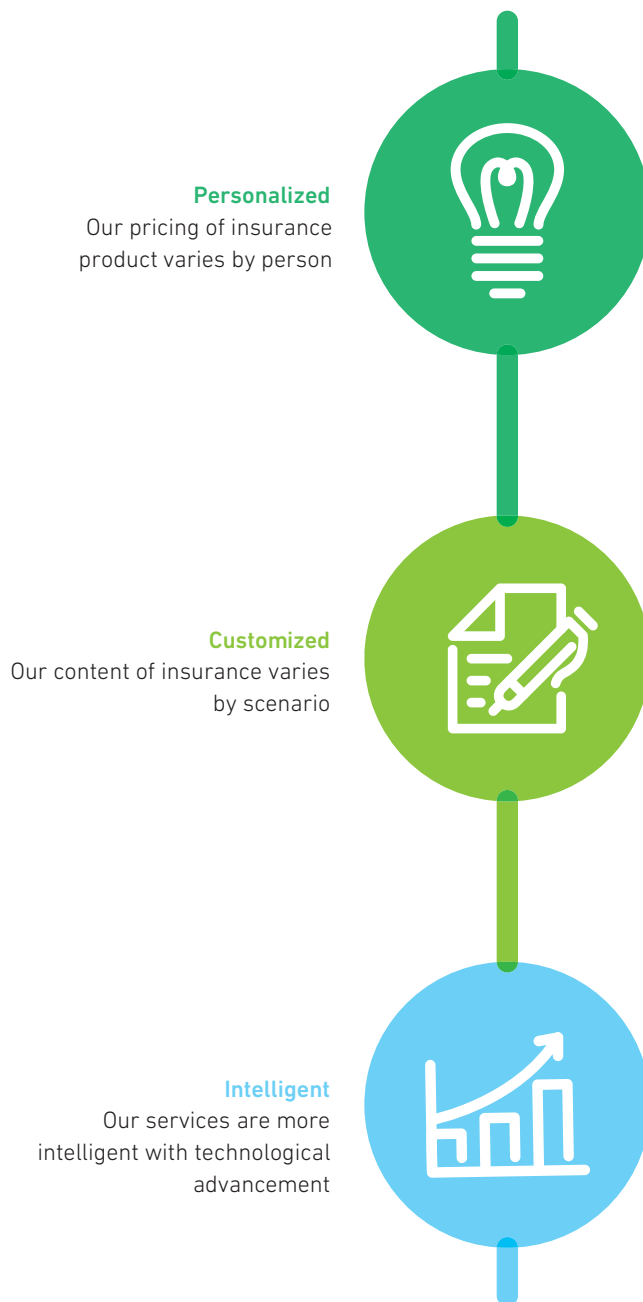 Personalized
Our pricing of insurance
product varies by person
Customized
Our content of insurance varies
by scenario
Intelligent
Our services are more
intelligent with technological
advancement